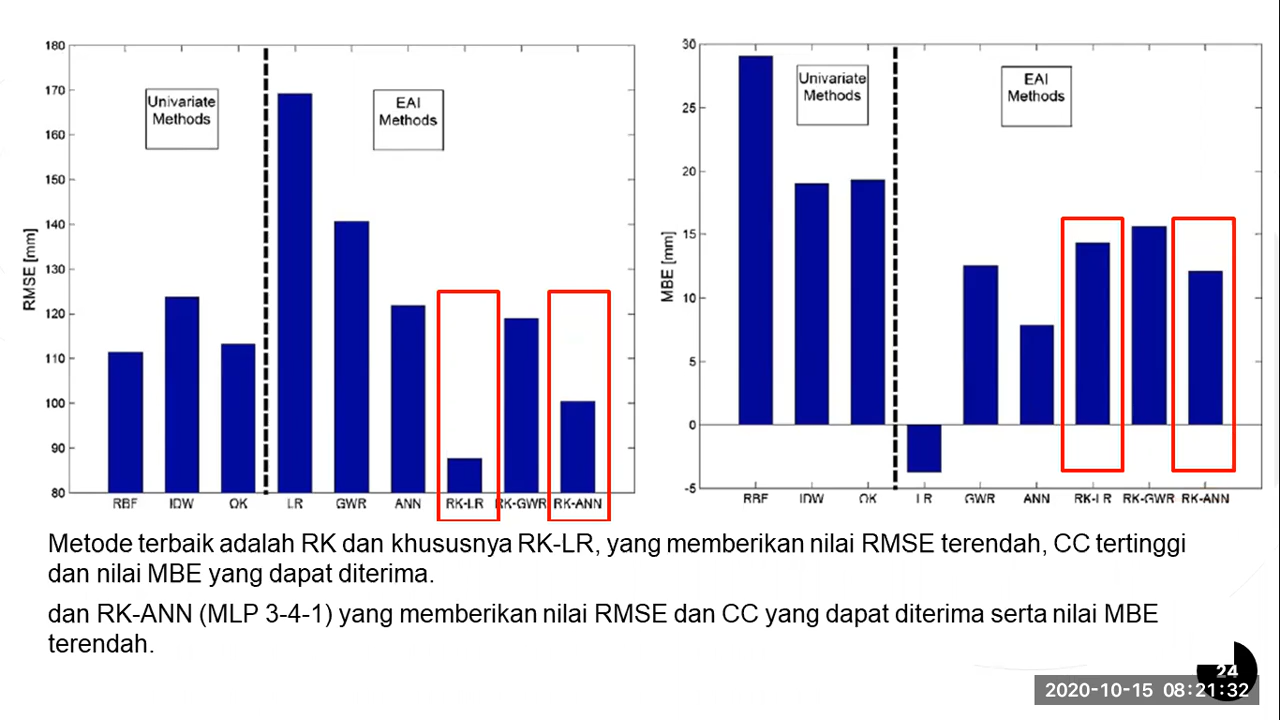 180
170
160
150
140
130
120
110
100
90
80
RMSE [mm]
Univariate
Methods
EAI
Methods
RBF IDW OK LR GWR ANN RK-LR RK-GWR RK-ANN
30
25
20
15
10
5
0
-5
MBE [mm]
Univariate
Methods
EAI
Methods
RBF IDW OK LR GWR ANN RK-LR RK-GWR RK-ANN
Metode terbaik adalah RK dan khususnya RK-LR, yang memberikan nilai RMSE terendah, CC tertinggi
dan nilai MBE yang dapat diterima.
dan RK-ANN (MLP 3-4-1) yang memberikan nilai RMSE dan CC yang dapat diterima serta nilai MBE
terendah.
24
2020-10-15 08:21:32